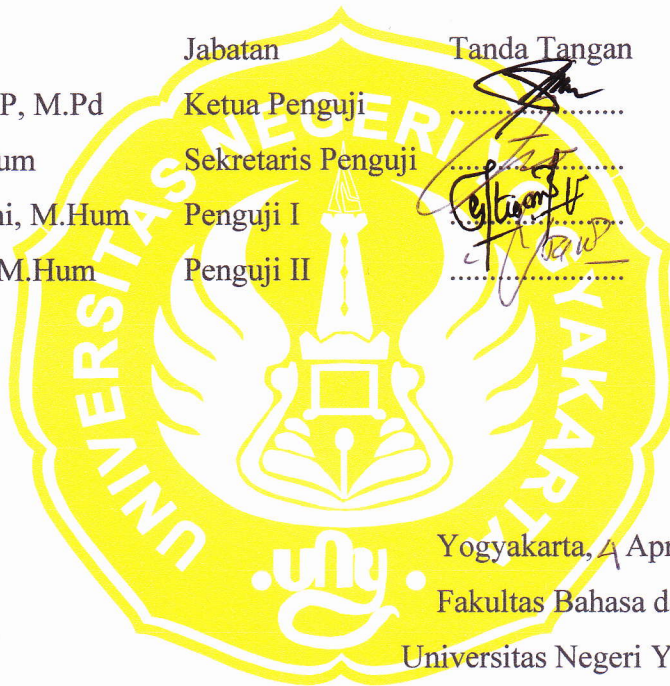 Jabatan Tanda Tangan
P, M.Pd Ketua Penguji ........................
um Sekretaris Penguji ........................
ni, M.Hum Penguji I ........................
M.Hum Penguji II ........................
UNIVERSITAS NEGERI YOGYAKARTA
uny
Yogyakarta, 4 Apr
Fakultas Bahasa d
Universitas Negeri Y